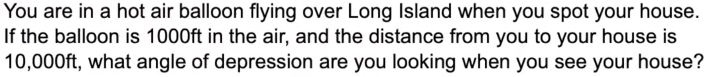 You are in a hot air balloon flying over Long Island when you spot your house.
If the balloon is 1000ft in the air, and the distance from you to your house is
10,000ft, what angle of depression are you looking when you see your house?